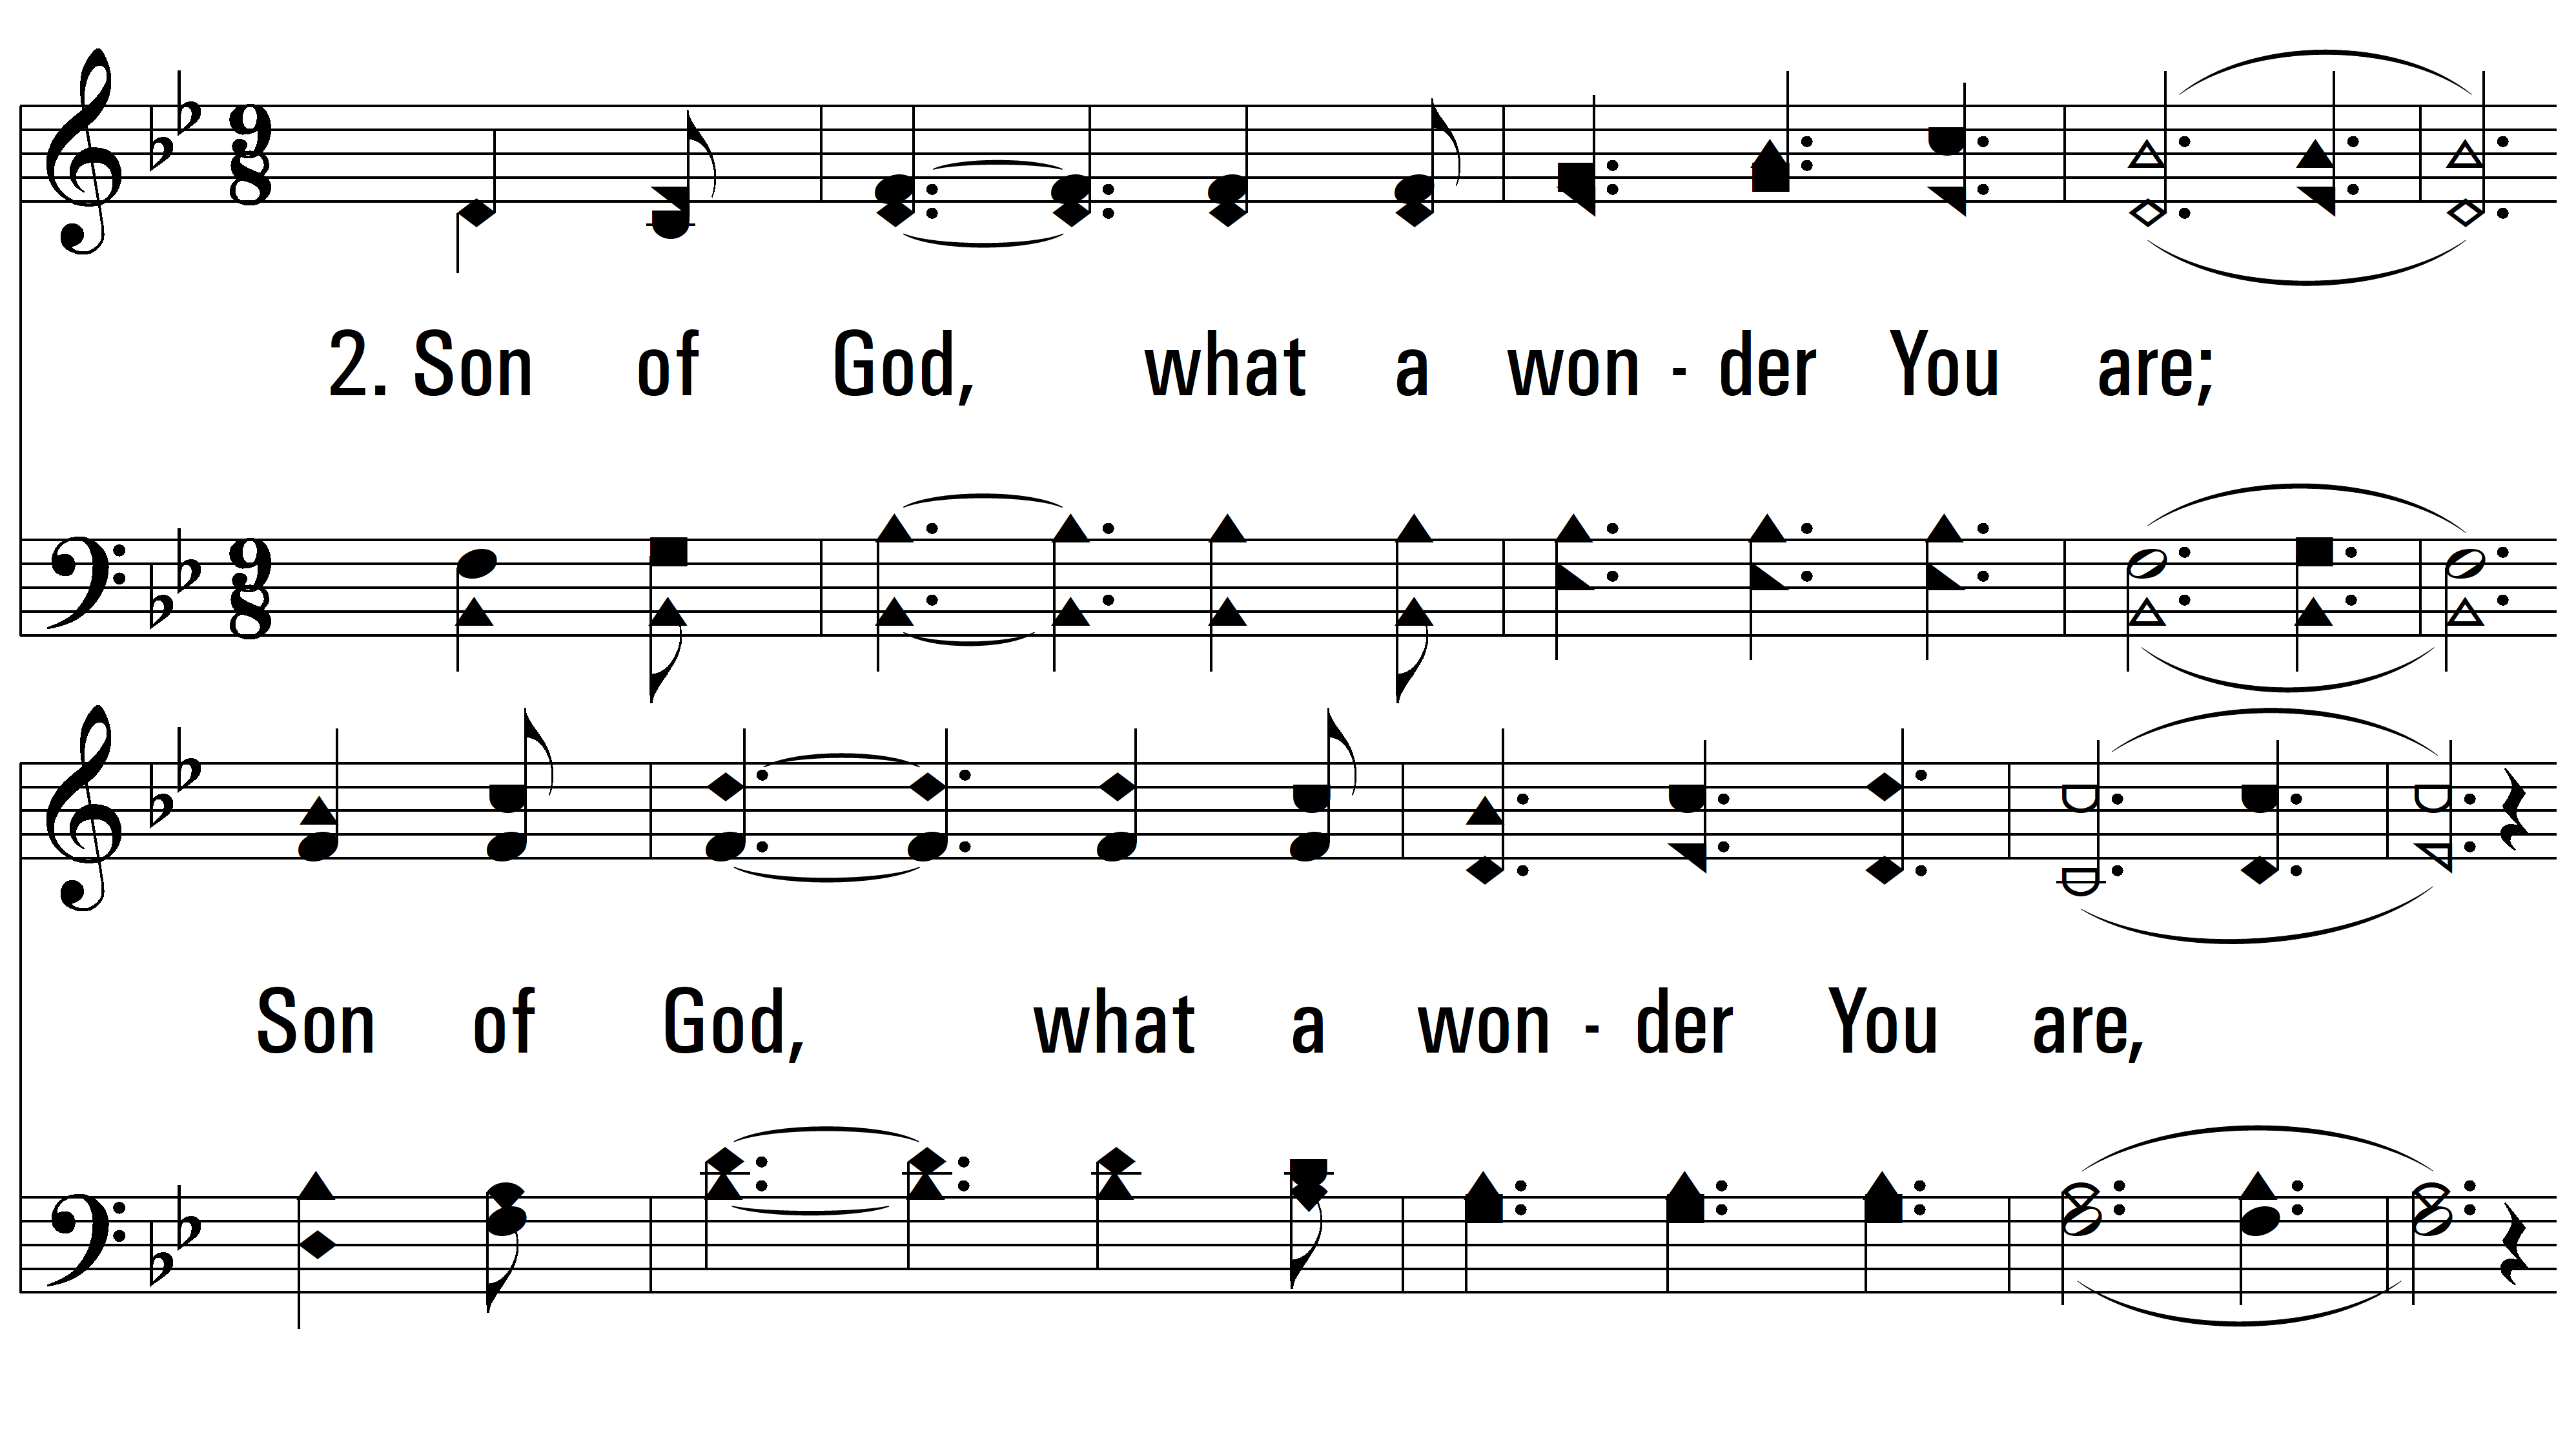 2. Son of God, what a won - der You are;
Son of God, what a won - der You are,